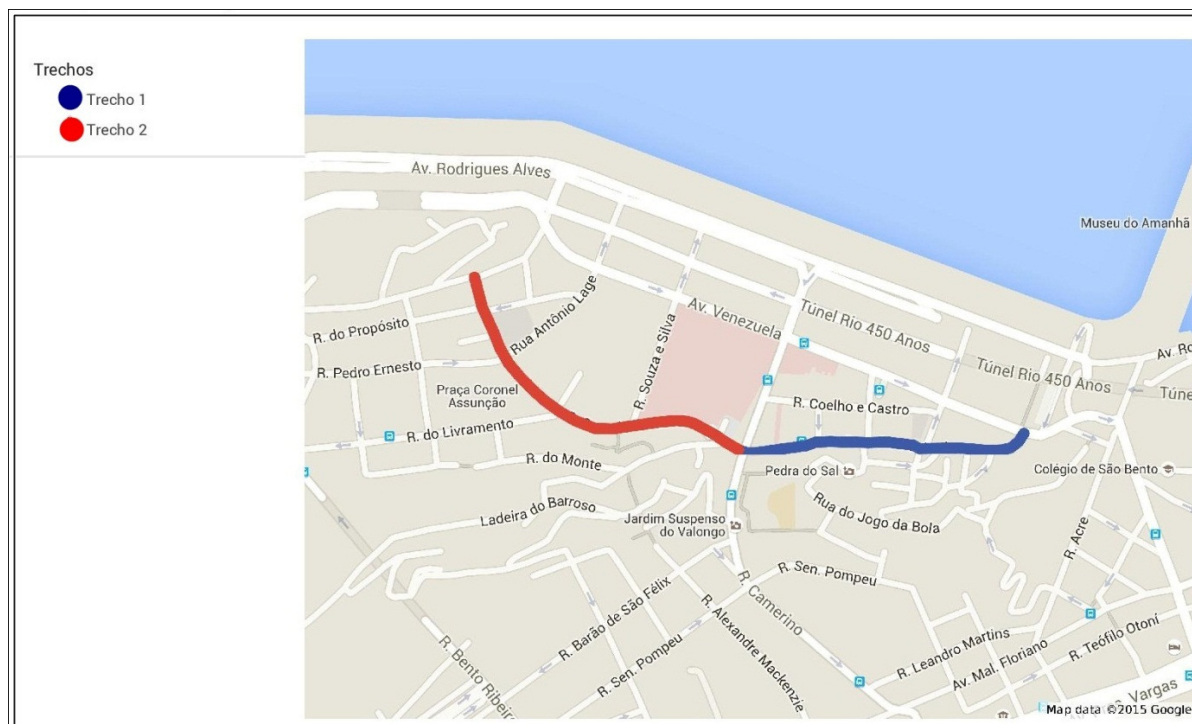 Trechos
Trecho 1
Trecho 2
Av. Rodrigues Alves
Museu do Amanhã
Rua Antônio Lage
Av. Venezuela
Túnel Rio 450 Anos
R. do Propósito
R. Souza e Silva
Túnel Rio 450 Anos
Av. Ro
R. Pedro Ernesto
Túne
Praça Coronel
Assunção
R. Coelho e Castro
R. do Livramento
R. do Monte
Pedra do Sal
Colégio de São Bento
Ladeira do Barroso
Rua do Jogo da Bola
Jardim Suspenso
do Valongo
R. Acre
R. Sen. Pompeu
R. Camerino
R. Barão de São Félix
R. Alexandre Mackenzie
R. Leandro Martins
R. Teófilo Otoni
R. Bento Ribeiro
R. Sen. Pompeu
Av. Mal. Floriano
Vargas
Map data ©2015 Google